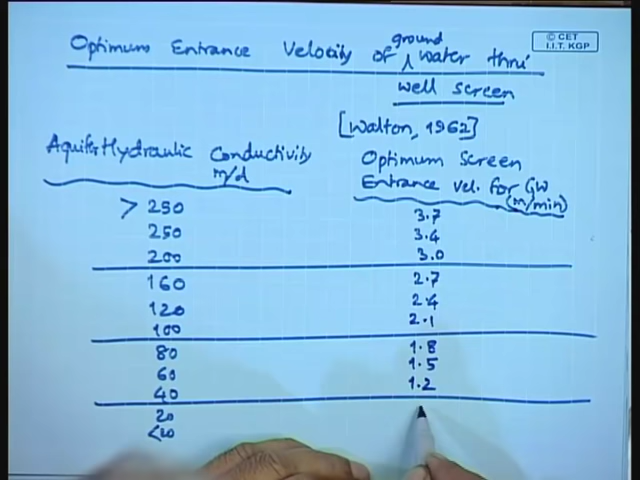 © CET
I.I.T. KGP
Optimum Entrance Velocity of ground water thru'
well screen
[Walton, 1962]
Aquifer Hydraulic Conductivity
m/d
Optimum Screen
Entrance vel. for GW
(m/min)
> 250 3.7
250 3.4
200 3.0
160 2.7
120 2.4
100 2.1
80 1.8
60 1.5
40 1.2
20
<20